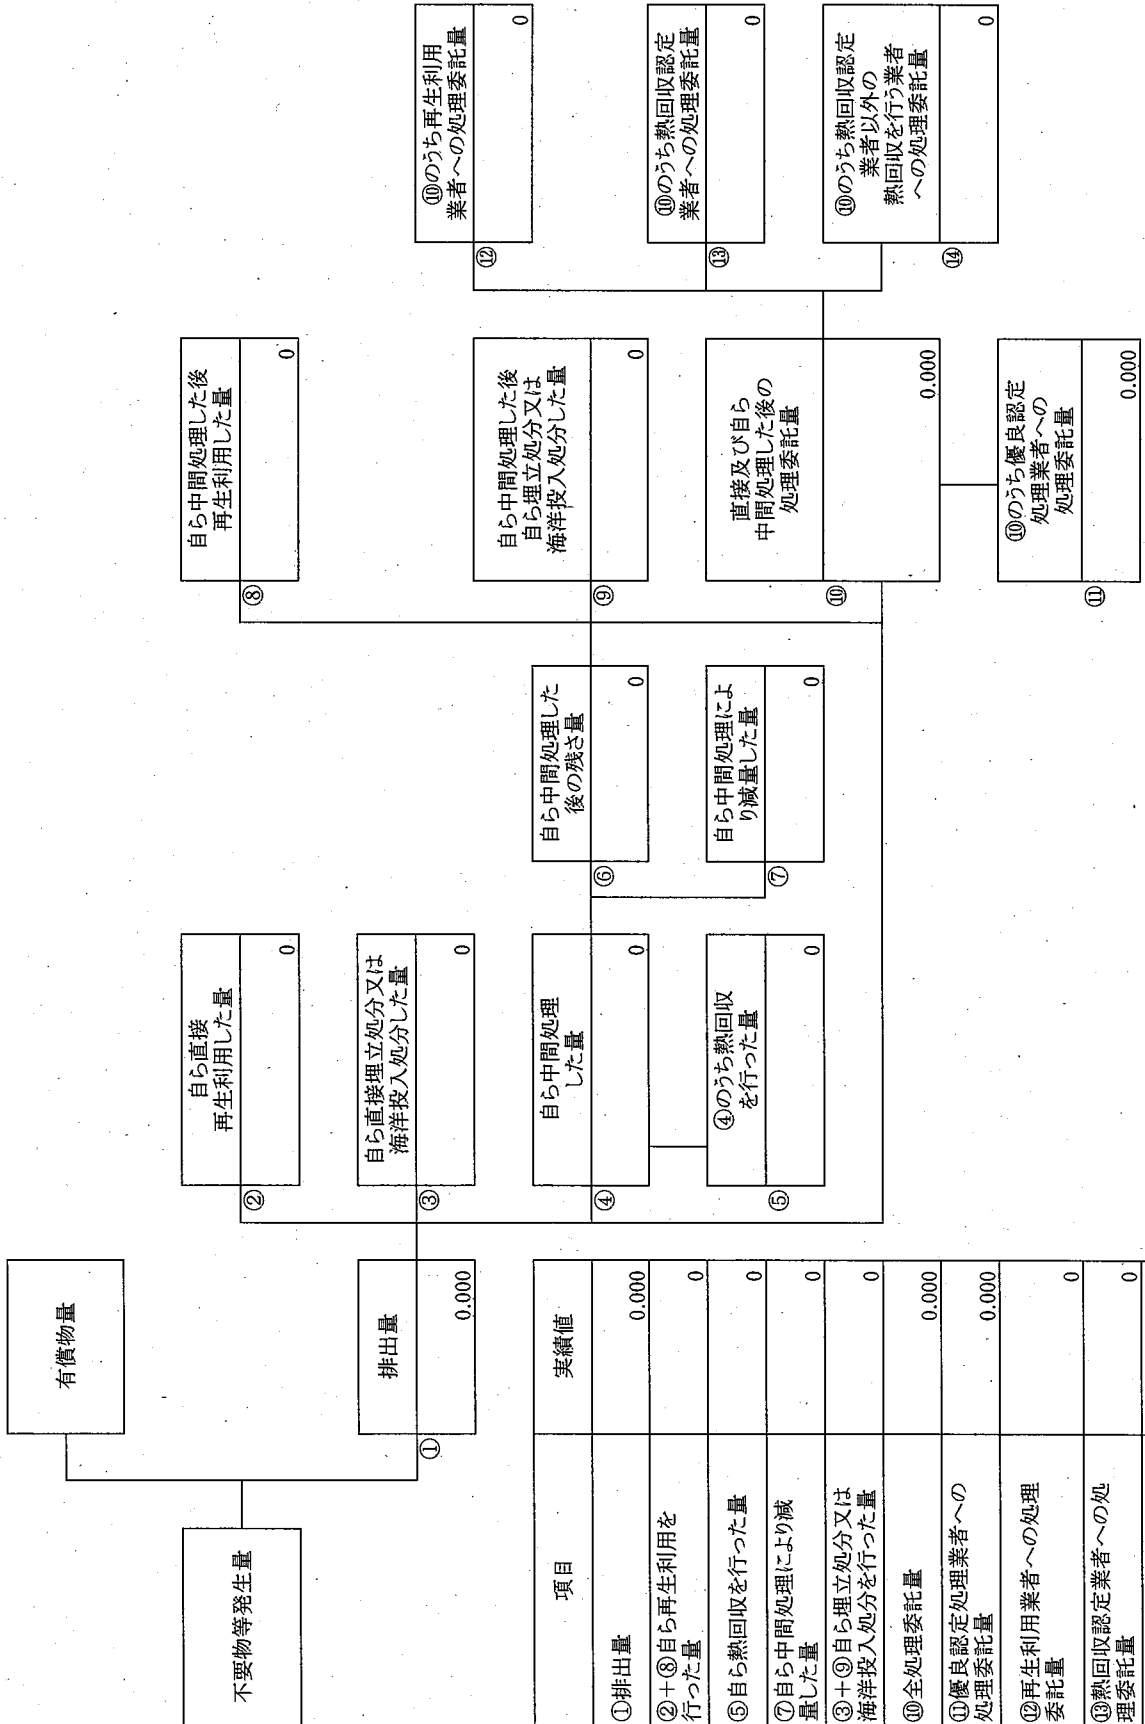 不要物等発生量
有償物量
①
排出量
0.000
②
自ら直接
再生利用した量
0
③
自ら直接埋立処分又は
海洋投入処分した量
0
④
自ら中間処理
した量
0
⑤
④のうち熱回収
を行った量
0
⑥
自ら中間処理した
後の残さ量
0
⑦
自ら中間処理によ
り減量した量
0
⑧
自ら中間処理した後
再生利用した量
0
⑨
自ら中間処理した後
自ら埋立処分又は
海洋投入処分した量
0
⑩
直接及び自ら
中間処理した後の
処理委託量
0.000
⑪
⑩のうち優良認定
処理業者への
処理委託量
0.000
⑫
⑩のうち再生利用
業者への処理委託量
0
⑬
⑩のうち熱回収認定
業者への処理委託量
0
⑭
⑩のうち熱回収認定
業者以外の
熱回収を行う業者
への処理委託量
0
項目
実績値
①排出量
0.000
②+⑧自ら再生利用を
行った量
0
⑤自ら熱回収を行った量
0
⑦自ら中間処理により減
量した量
0
③+⑨自ら埋立処分又は
海洋投入処分を行った量
0
⑩全処理委託量
0.000
⑪優良認定処理業者への
処理委託量
0.000
⑫再生利用業者への処理
委託量
0
⑬熱回収認定業者への処
理委託量
0